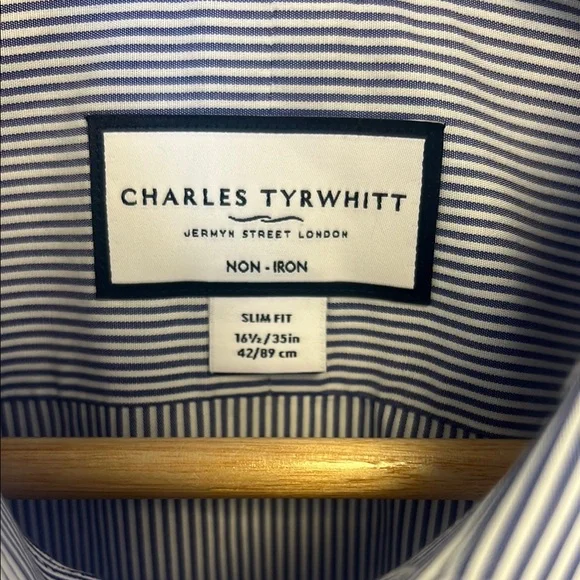 CHARLES TYRWHITT
JERMYN STREET LONDON
NON - IRON
SLIM FIT
16½/35in
42/89 cm